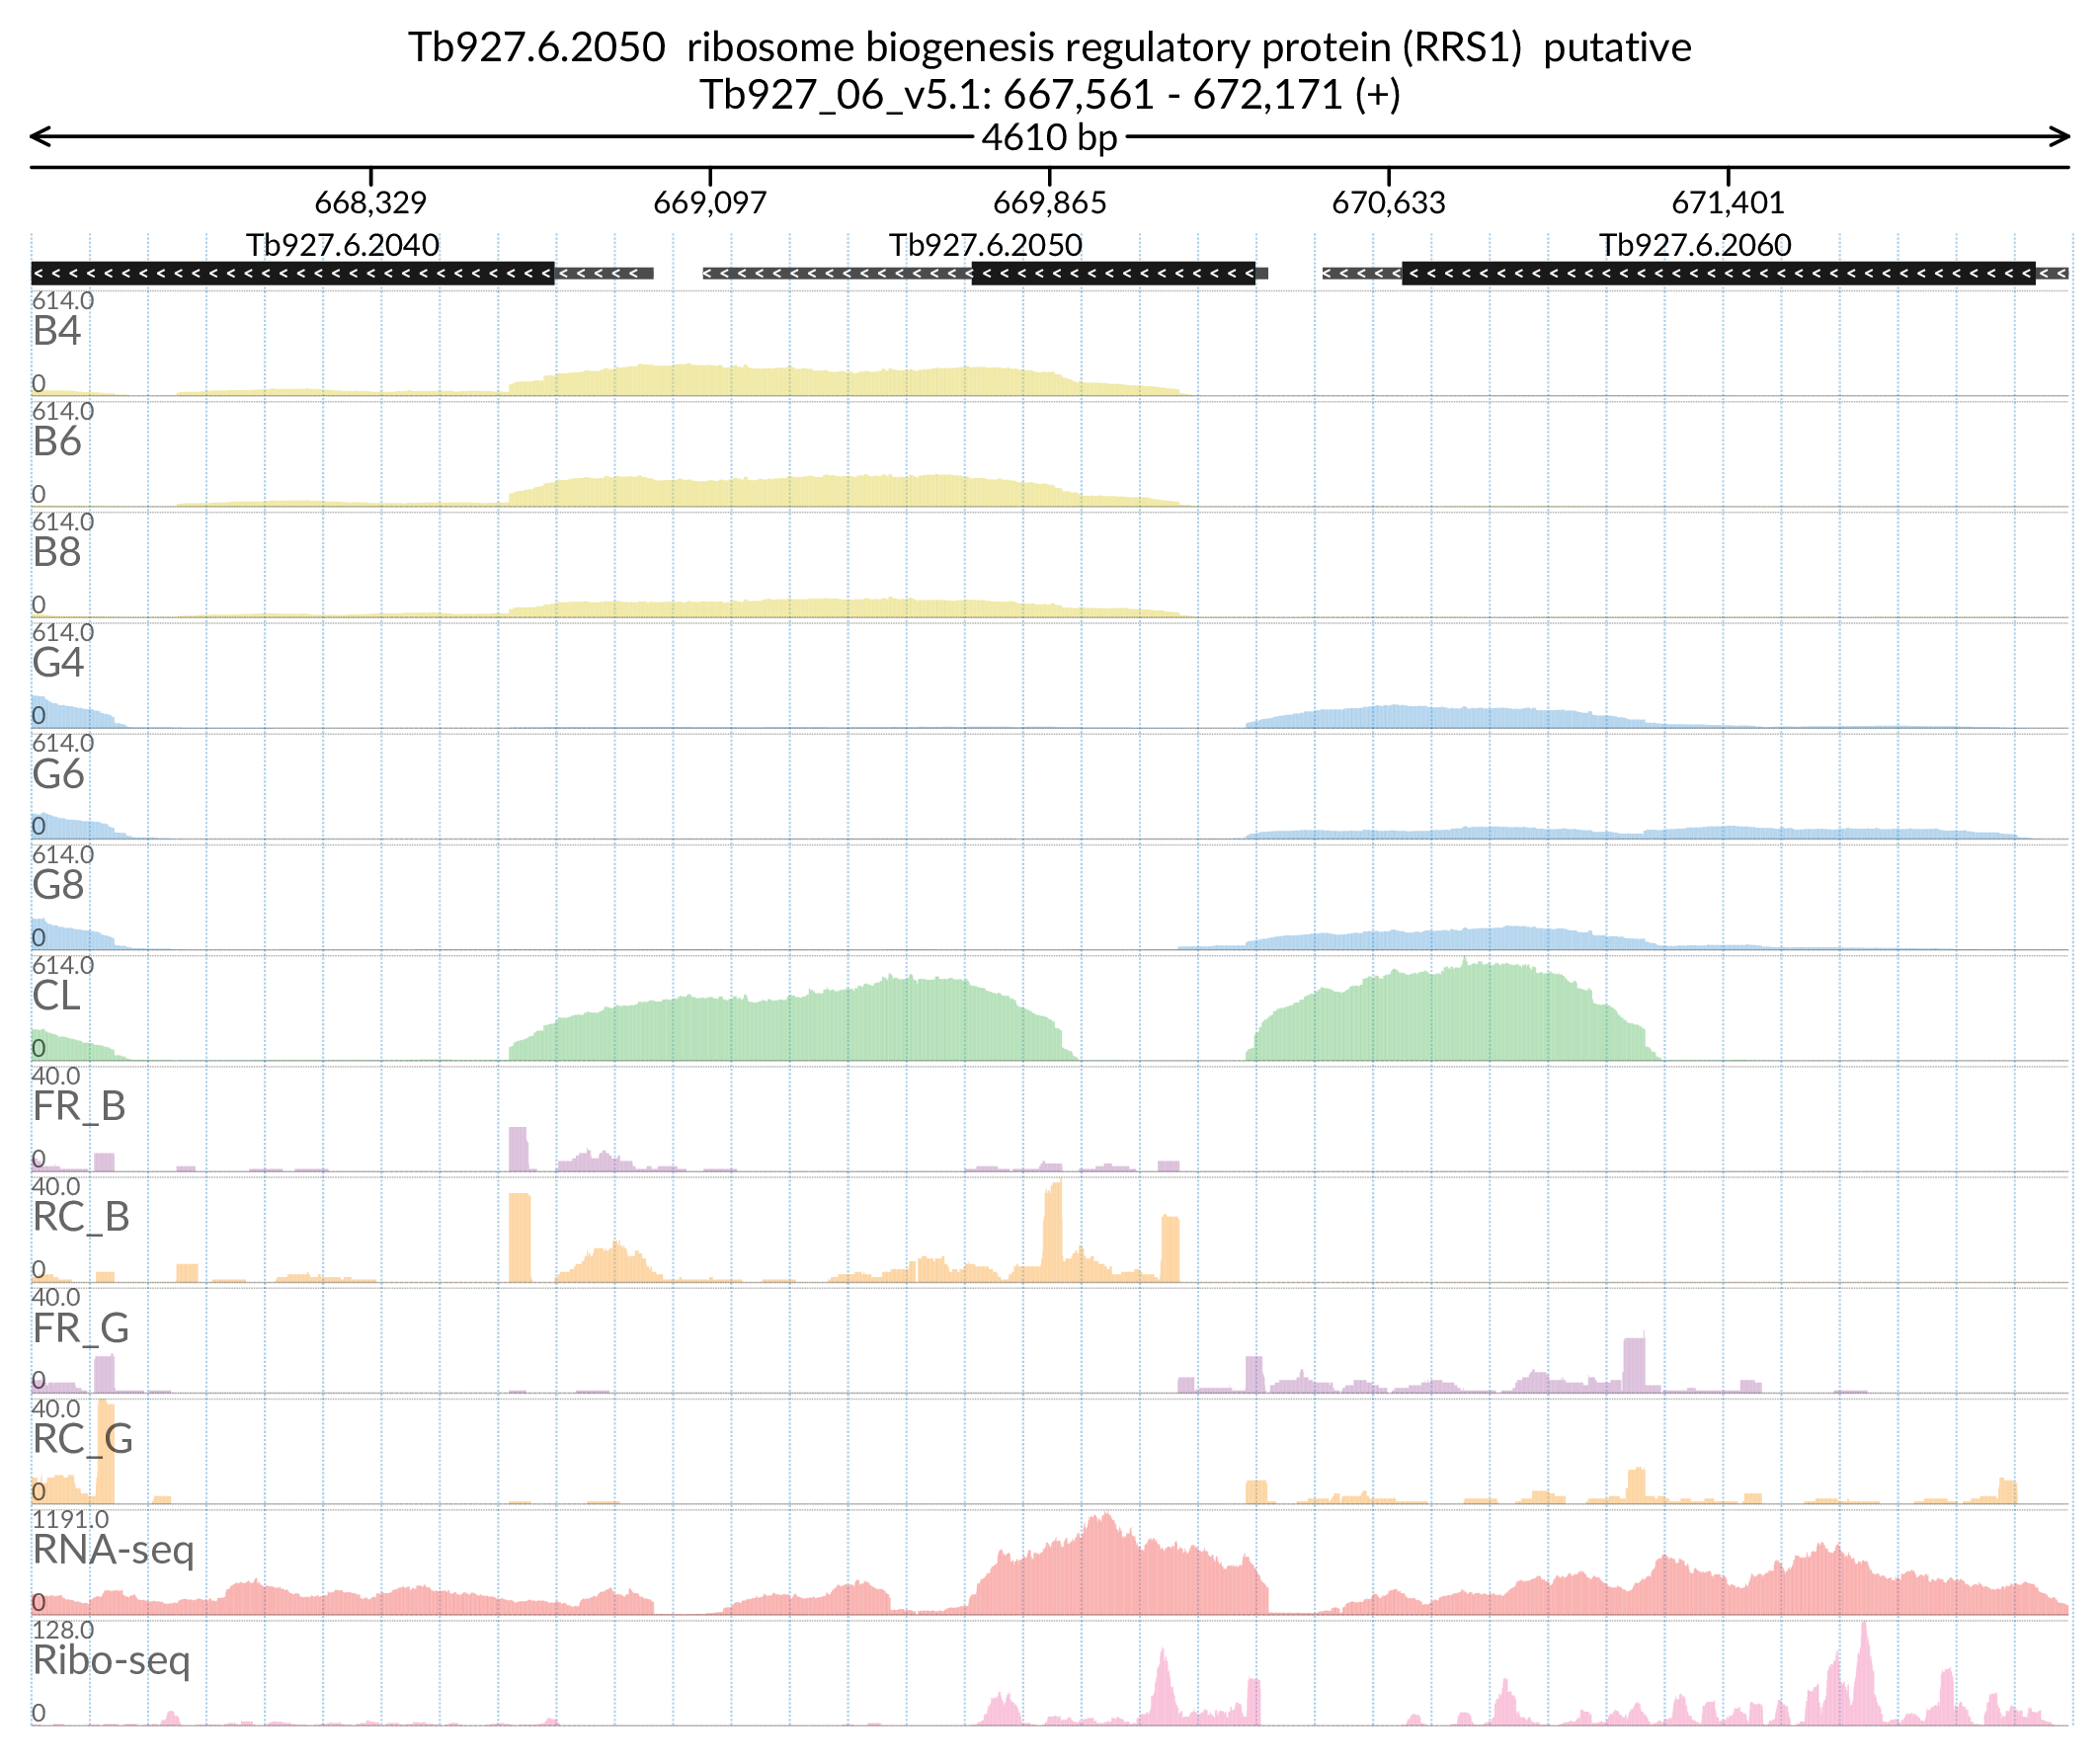 Tb927.6.2050 ribosome biogenesis regulatory protein (RRS1) putative
Tb927_06_v5.1: 667,561 - 672,171 (+)
4610 bp
668,329 669,097 669,865 670,633 671,401
Tb927.6.2040 Tb927.6.2050 Tb927.6.2060
614.0
B4
0
614.0
B6
0
614.0
B8
0
614.0
G4
0
614.0
G6
0
614.0
G8
0
614.0
CL
0
40.0
FR_B
0
40.0
RC_B
0
40.0
FR_G
0
40.0
RC_G
0
1191.0
RNA-seq
0
128.0
Ribo-seq
0